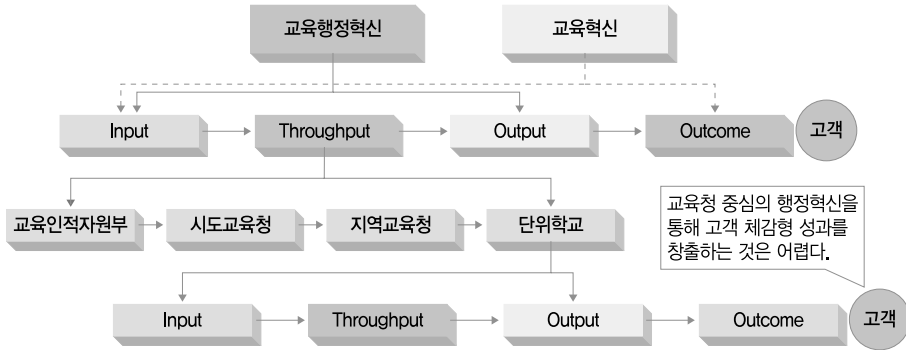 교육행정혁신
교육혁신
Input
Throughput
Output
Outcome
고객
교육인적자원부
시도교육청
지역교육청
단위학교
교육청 중심의 행정혁신을
통해 고객 체감형 성과를
창출하는 것은 어렵다.
Input
Throughput
Output
Outcome
고객